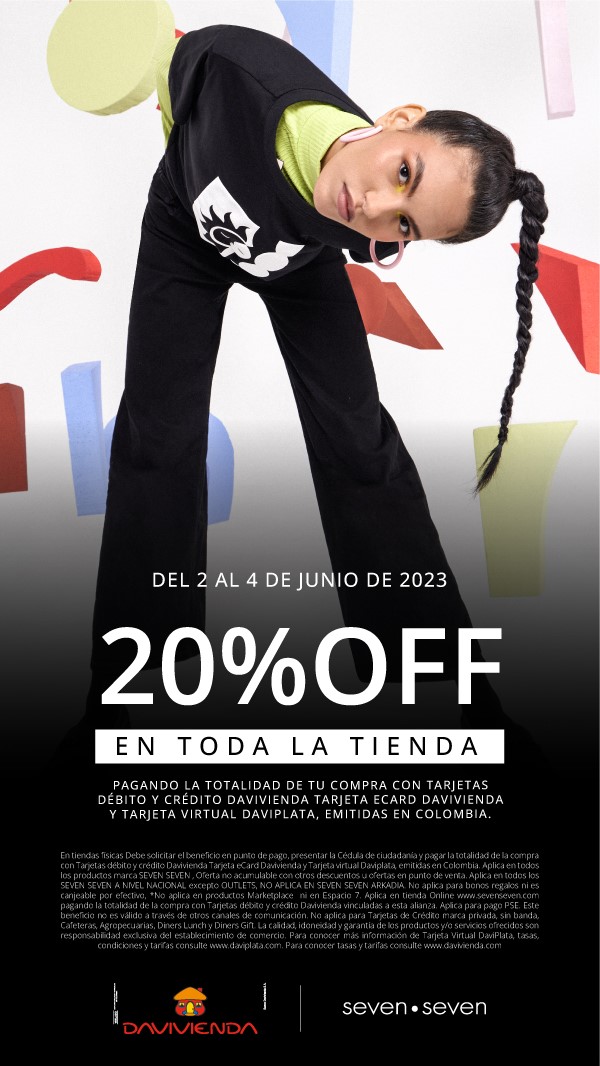 DEL 2 AL 4 DE JUNIO DE 2023
20%OFF
EN TODA LA TIENDA
PAGANDO LA TOTALIDAD DE TU COMPRA CON TARJETAS
DÉBITO Y CRÉDITO DAVIVIENDA TARJETA ECARD DAVIVIENDA
Y TARJETA VIRTUAL DAVIPLATA, EMITIDAS EN COLOMBIA.
En tiendas físicas Debe solicitar el beneficio en punto de pago, presentar la Cédula de ciudadanía y pagar la totalidad de la compra
con Tarjetas débito y crédito Davivienda Tarjeta eCard Davivienda y Tarjeta virtual Daviplata, emitidas en Colombia. Aplica en todos
los productos marca SEVEN SEVEN , Oferta no acumulable con otros descuentos u ofertas en punto de venta. Aplica en todos los
SEVEN SEVEN A NIVEL NACIONAL excepto OUTLETS, NO APLICA EN SEVEN SEVEN ARKADIA. No aplica para bonos regalos ni es
canjeable por efectivo, *No aplica en productos Marketplace ni en Espacio 7. Aplica en tienda Online www.sevenseven.com
pagando la totalidad de la compra con Tarjetas débito y crédito Davivienda vinculadas a esta alianza. Aplica para pago PSE. Este
beneficio no es válido a través de otros canales de comunicación. No aplica para Tarjetas de Crédito marca privada, sin banda,
Cafeteras, Agropecuarias, Diners Lunch y Diners Gift. La calidad, idoneidad y garantía de los productos y/o servicios ofrecidos son
responsabilidad exclusiva del establecimiento de comercio. Para conocer más información de Tarjeta Virtual DaviPlata, tasas,
condiciones y tarifas consulte www.daviplata.com. Para conocer tasas y tarifas consulte www.davivienda.com
DAVIVIENDA
seven•seven